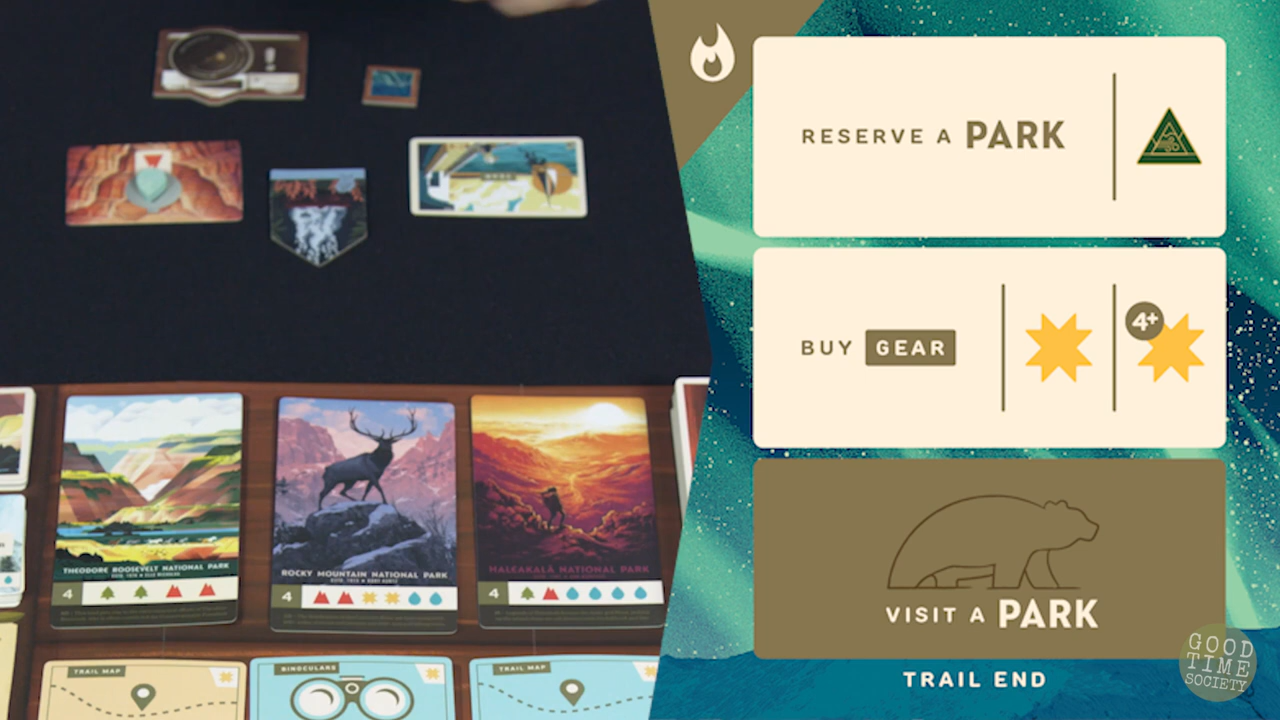 THEODORE ROOSEVELT NATIONAL PARK
4
ROCKY MOUNTAIN NATIONAL PARK
4
HALEAKALĀ NATIONAL PARK
4
TRAIL MAP
BINOCULARS
TRAIL MAP
RESERVE A PARK
BUY GEAR
4+
VISIT A PARK
TRAIL END
GOOD
TIME
SOCIETY